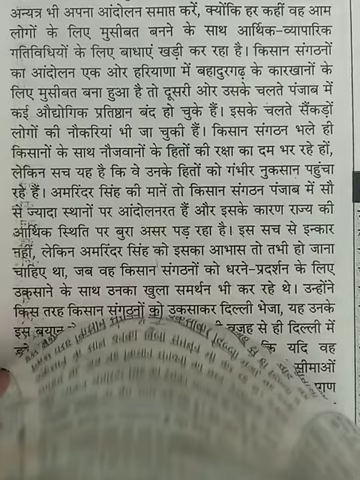 अन्यत्र भी अपना आंदोलन समाप्त करें, क्योंकि हर कहीं वह आम
लोगों के लिए मुसीबत बनने के साथ आर्थिक-व्यापारिक
गतिविधियों के लिए बाधाएं खड़ी कर रहा है। किसान संगठनों
का आंदोलन एक ओर हरियाणा में बहादुरगढ़ के कारखानों के
लिए मुसीबत बना हुआ है तो दूसरी ओर उसके चलते पंजाब में
कई औद्योगिक प्रतिष्ठान बंद हो चुके हैं। इसके चलते सैंकड़ों
लोगों की नौकरियां भी जा चुकी हैं। किसान संगठन भले ही
किसानों के साथ नौजवानों के हितों की रक्षा का दम भर रहे हों,
लेकिन सच यह है कि वे उनके हितों को गंभीर नुकसान पहुंचा
रहे हैं। अमरिंदर सिंह की मानें तो किसान संगठन पंजाब में सौ
से ज्यादा स्थानों पर आंदोलनरत हैं और इसके कारण राज्य की
आर्थिक स्थिति पर बुरा असर पड़ रहा है। इस सच से इन्कार
नहीं, लेकिन अमरिंदर सिंह को इसका आभास तो तभी हो जाना
चाहिए था, जब वह किसान संगठनों को धरने-प्रदर्शन के लिए
उकसाने के साथ उनका खुला समर्थन भी कर रहे थे। उन्होंने
किस तरह किसान संगठनों को उकसाकर दिल्ली भेजा, यह उनके
इस बयान वजह से ही दिल्ली में
कि यदि वह
सीमाओं